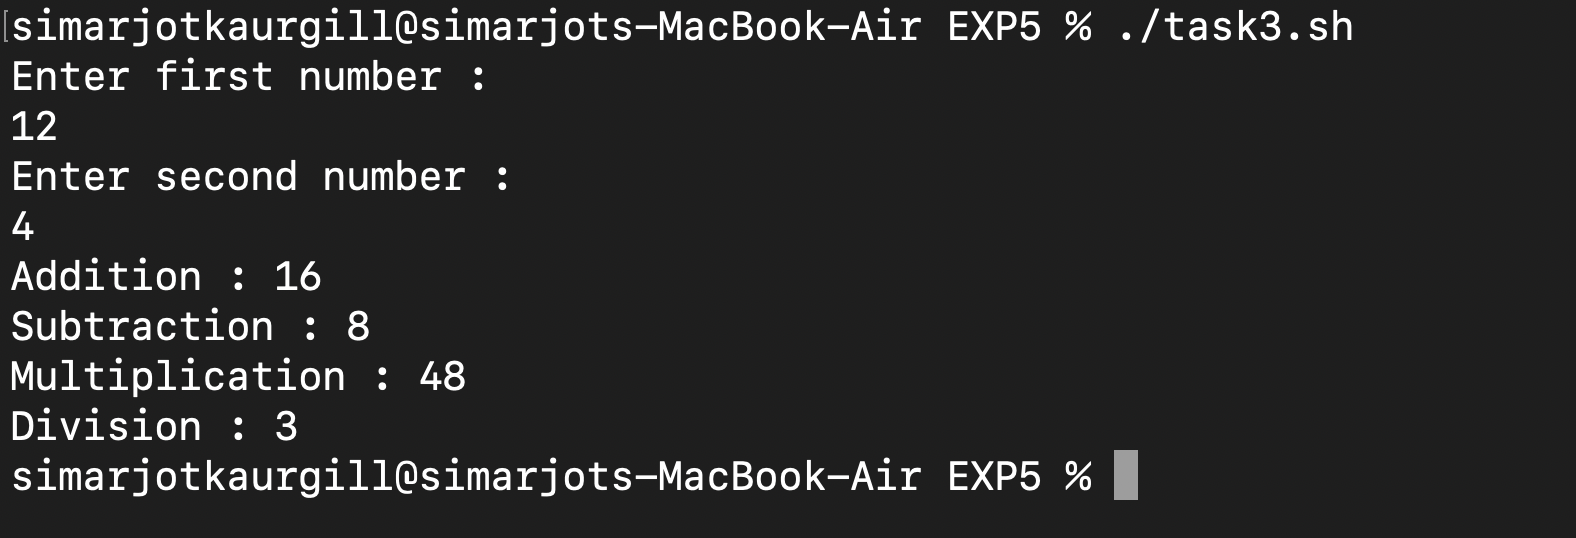 simarjotkaurgill@simarjots-MacBook-Air EXP5 % ./task3.sh
Enter first number :
12
Enter second number :
4
Addition : 16
Subtraction : 8
Multiplication : 48
Division : 3
simarjotkaurgill@simarjots-MacBook-Air EXP5 %